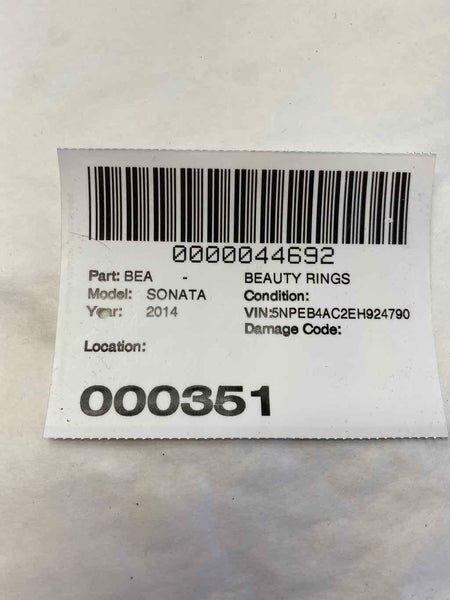 0000044692
Part: BEA - BEAUTY RINGS
Model: SONATA Condition:
Year: 2014 VIN:5NPEB4AC2EH924790
Damage Code:
Location:
000351